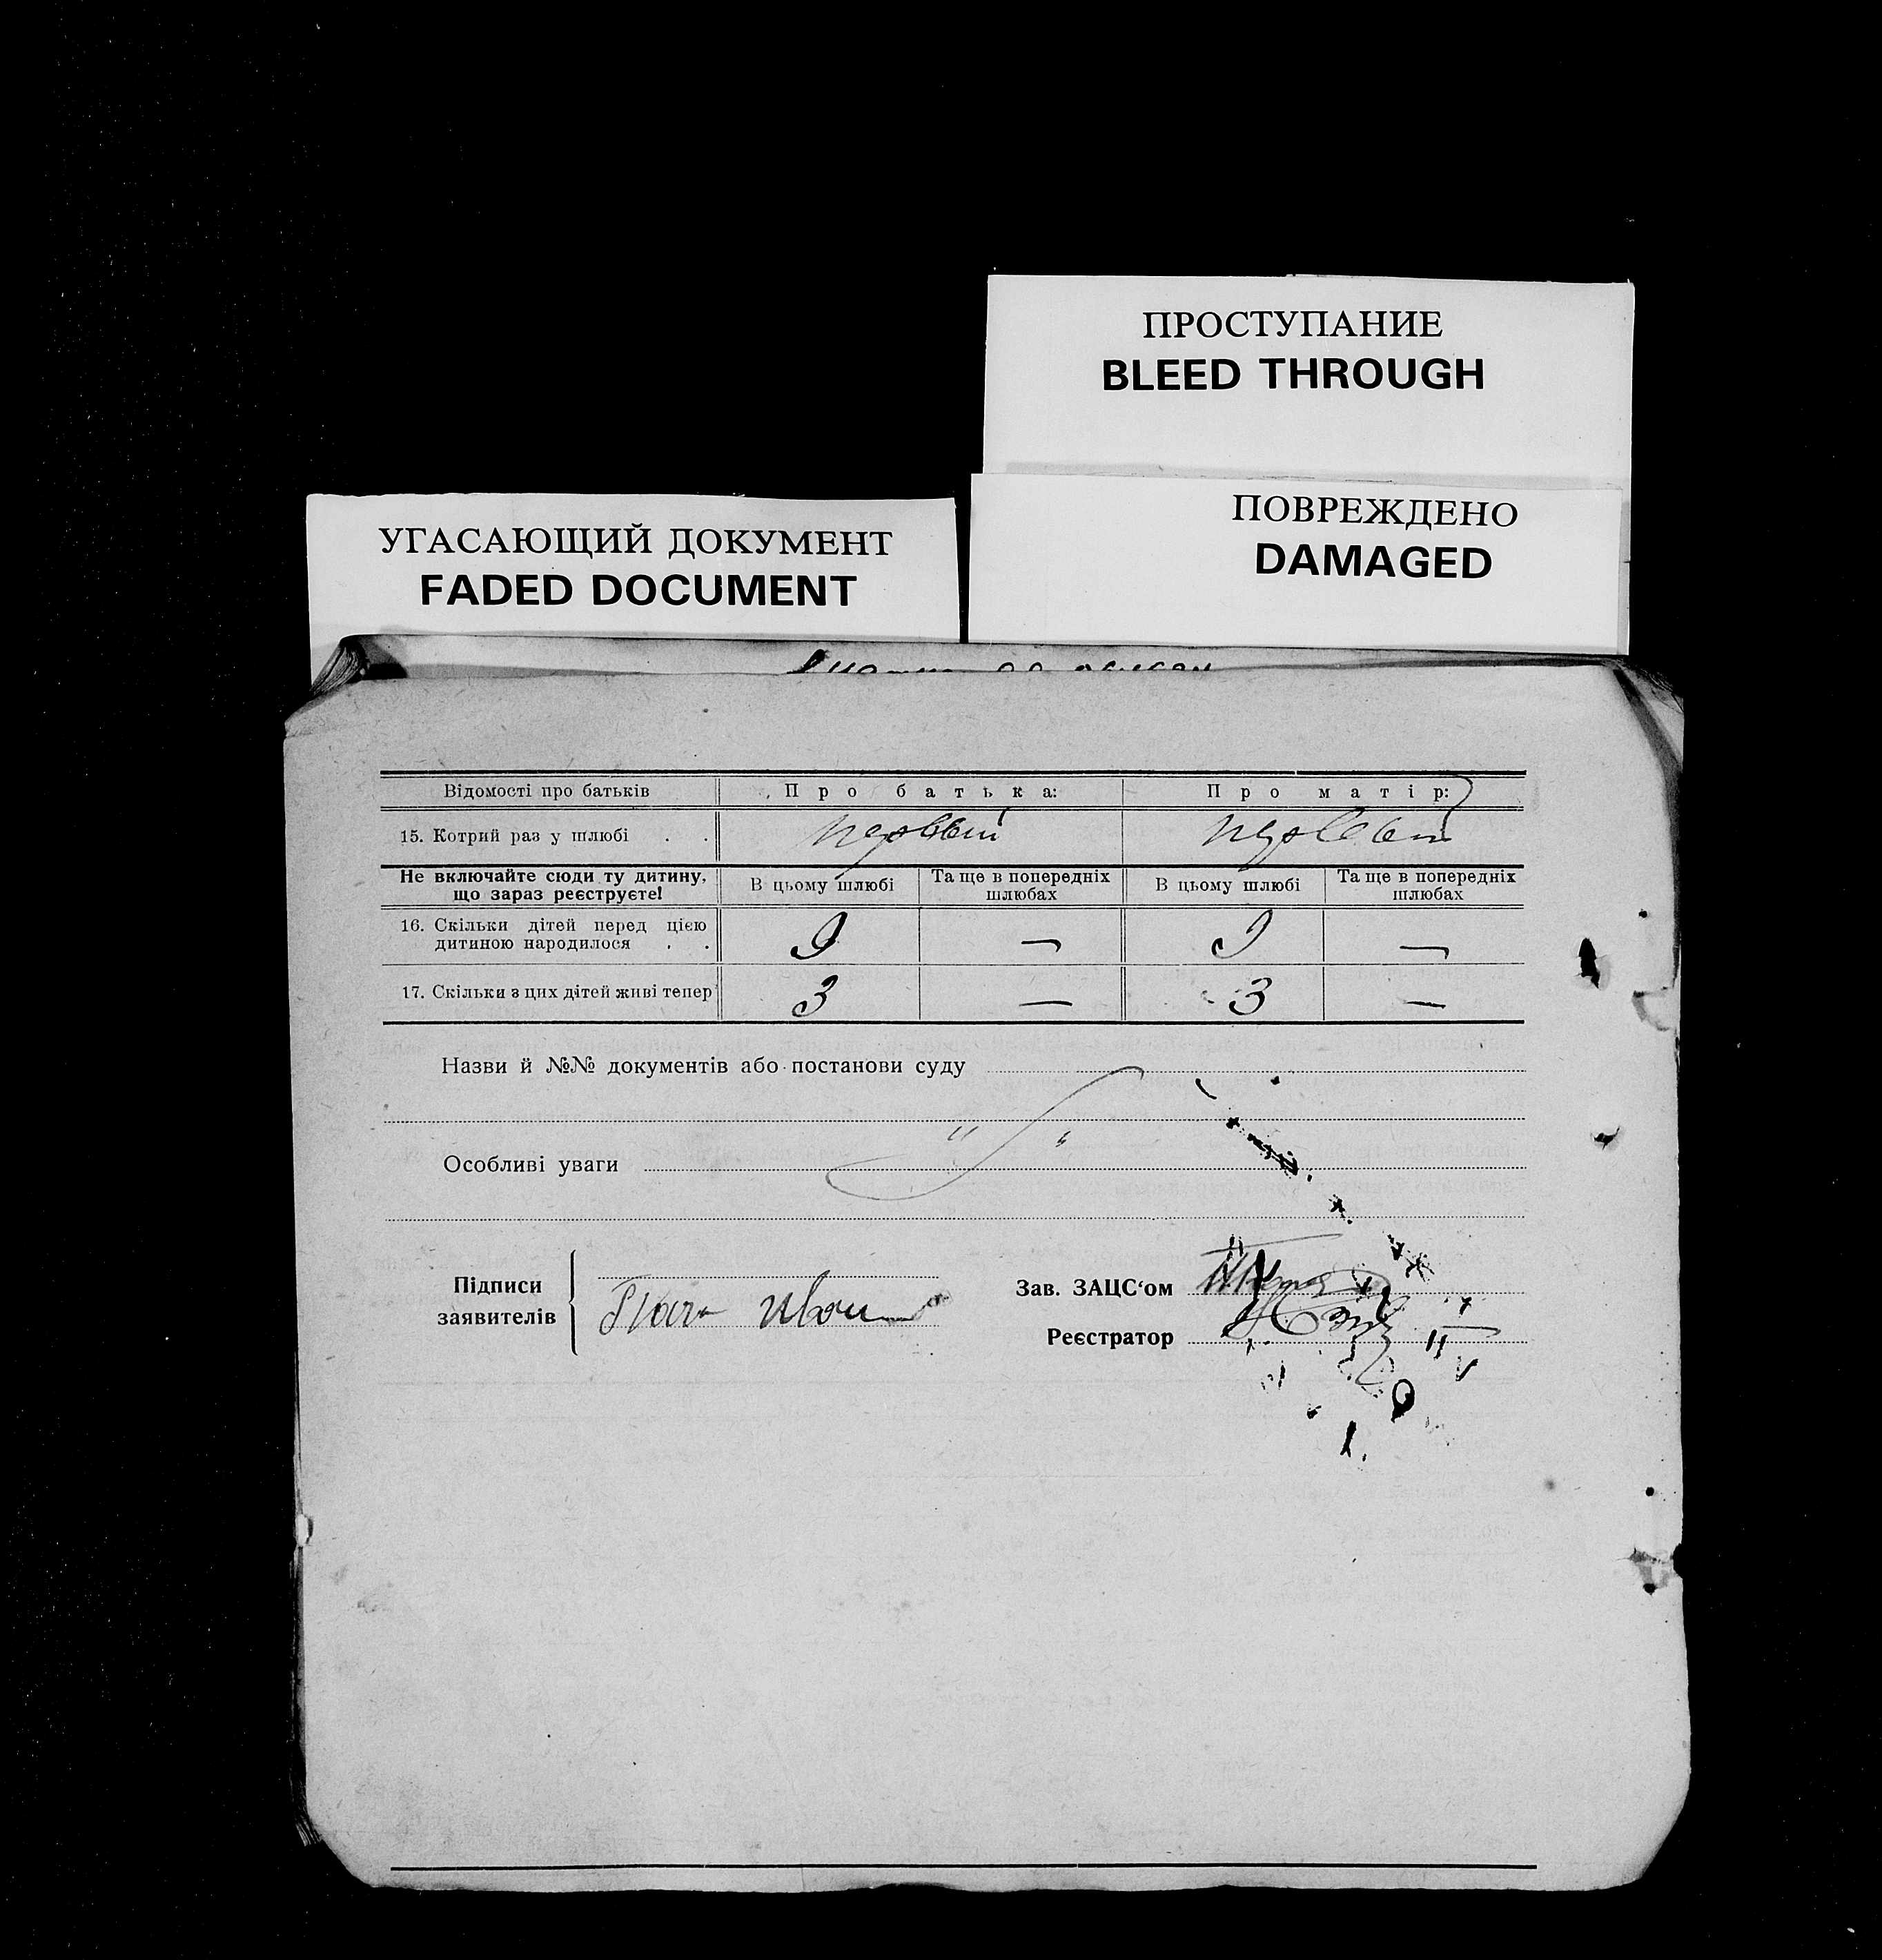 ПРОСТУПАНИЕ
BLEED THROUGH
ПОВРЕЖДЕНО
DAMAGED
УГАСАЮЩИЙ ДОКУМЕНТ
FADED DOCUMENT
Відомості про батьків Про батька: Про матір:
15. Котрий раз у шлюбі . . первый первый
Не включайте сюди ту дитину, що зараз реєструєте! В цьому шлюбі Та ще в попередніх шлюбах В цьому шлюбі Та ще в попередніх шлюбах
16. Скільки дітей перед цією
дитиною народилося . . 9 — 9 —
17. Скільки з цих дітей живі тепер 3 — 3 —
Назви й №№ документів або постанови суду
Особливі уваги
Підписи
заявителів
Зав. ЗАЦС‘ом
Реєстратор